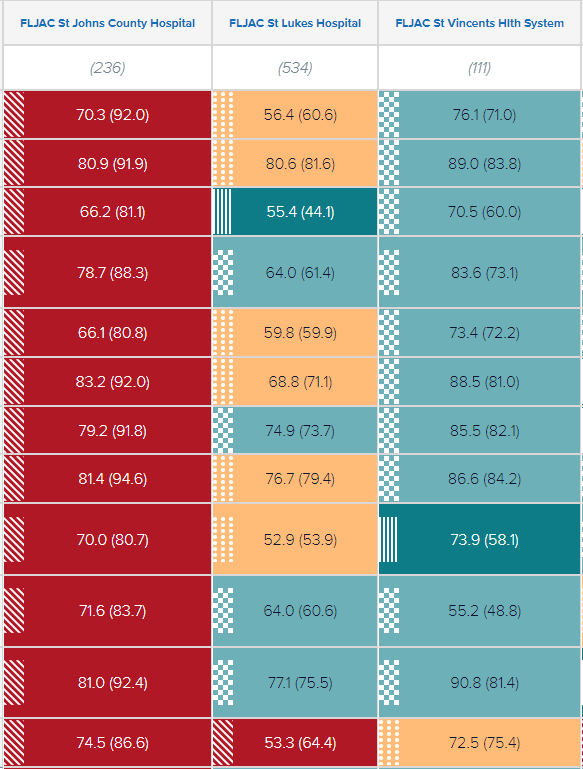 FLJAC St Johns County Hospital FLJAC St Lukes Hospital FLJAC St Vincents Hlth System
(236) (534) (111)
70.3 (92.0) 56.4 (60.6) 76.1 (71.0)
80.9 (91.9) 80.6 (81.6) 89.0 (83.8)
66.2 (81.1) 55.4 (44.1) 70.5 (60.0)
78.7 (88.3) 64.0 (61.4) 83.6 (73.1)
66.1 (80.8) 59.8 (59.9) 73.4 (72.2)
83.2 (92.0) 68.8 (71.1) 88.5 (81.0)
79.2 (91.8) 74.9 (73.7) 85.5 (82.1)
81.4 (94.6) 76.7 (79.4) 86.6 (84.2)
70.0 (80.7) 52.9 (53.9) 73.9 (58.1)
71.6 (83.7) 64.0 (60.6) 55.2 (48.8)
81.0 (92.4) 77.1 (75.5) 90.8 (81.4)
74.5 (86.6) 53.3 (64.4) 72.5 (75.4)